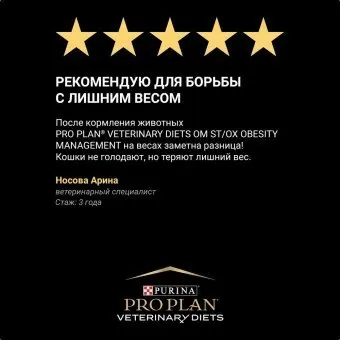 РЕКОМЕНДУЮ ДЛЯ БОРЬБЫ
С ЛИШНИМ ВЕСОМ
После кормления животных
PRO PLAN® VETERINARY DIETS OM ST/OX OBESITY
MANAGEMENT на весах заметна разница!
Кошки не голодают, но теряют лишний вес.
Носова Арина
ветеринарный специалист
Стаж: 3 года
PURINA
PRO PLAN
VETERINARY DIETS